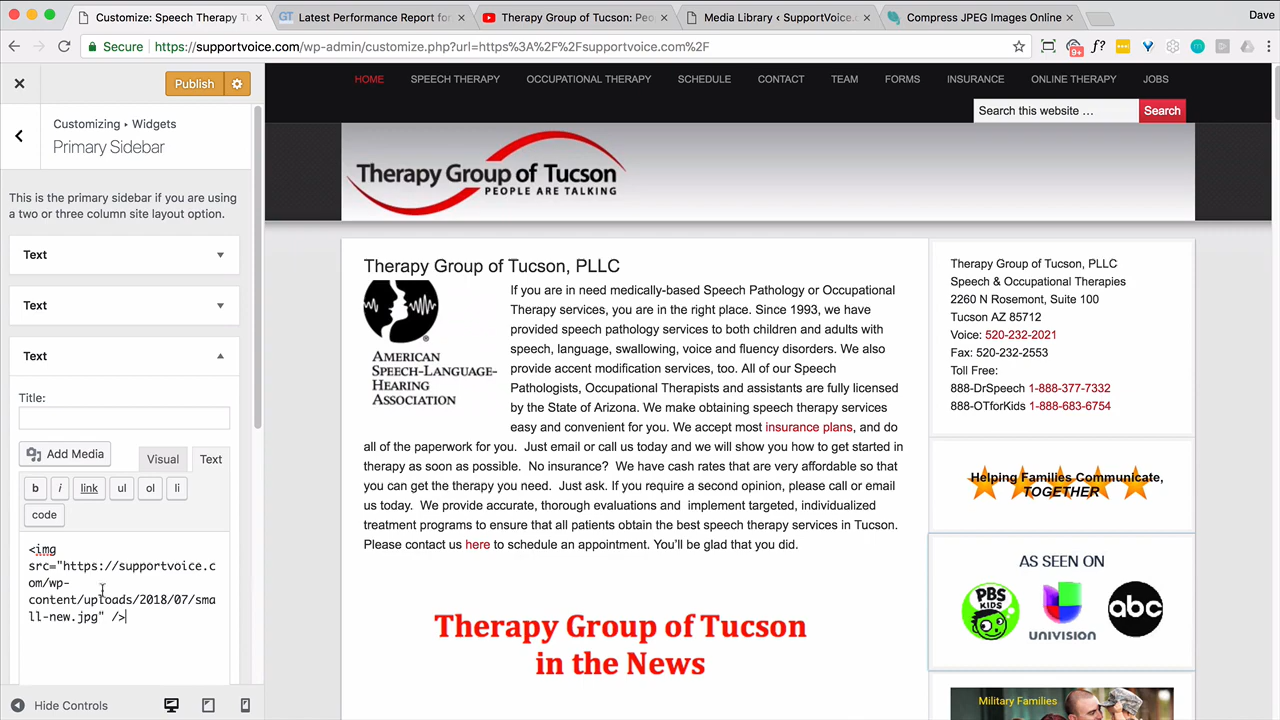 Customize: Speech Therapy T
Latest Performance Report for
Therapy Group of Tucson: Peo
Media Library ‹ SupportVoice.c
Compress JPEG Images Online
Dave
Secure
https://supportvoice.com/wp-admin/customize.php?url=https%3A%2F%2Fsupportvoice.com%2F
9+
f?
Publish
Customizing ▸ Widgets
Primary Sidebar
This is the primary sidebar if you are using
a two or three column site layout option.
Text
Text
Text
Title:
Add Media
Visual
Text
b
i
link
ul
ol
li
code
<img
src="https://supportvoice.c
om/wp-
content/uploads/2018/07/sma
ll-new.jpg" />
Hide Controls
HOME
SPEECH THERAPY
OCCUPATIONAL THERAPY
SCHEDULE
CONTACT
TEAM
FORMS
INSURANCE
ONLINE THERAPY
JOBS
Search this website …
Search
Therapy Group of Tucson
PEOPLE ARE TALKING
Therapy Group of Tucson, PLLC
AMERICAN
SPEECH-LANGUAGE-
HEARING
ASSOCIATION
If you are in need medically-based Speech Pathology or Occupational
Therapy services, you are in the right place. Since 1993, we have
provided speech pathology services to both children and adults with
speech, language, swallowing, voice and fluency disorders. We also
provide accent modification services, too. All of our Speech
Pathologists, Occupational Therapists and assistants are fully licensed
by the State of Arizona. We make obtaining speech therapy services
easy and convenient for you. We accept most insurance plans, and do
all of the paperwork for you. Just email or call us today and we will show you how to get started in
therapy as soon as possible. No insurance? We have cash rates that are very affordable so that
you can get the therapy you need. Just ask. If you require a second opinion, please call or email
us today. We provide accurate, thorough evaluations and implement targeted, individualized
treatment programs to ensure that all patients obtain the best speech therapy services in Tucson.
Please contact us here to schedule an appointment. You'll be glad that you did.
Therapy Group of Tucson
in the News
Therapy Group of Tucson, PLLC
Speech & Occupational Therapies
2260 N Rosemont, Suite 100
Tucson AZ 85712
Voice: 520-232-2021
Fax: 520-232-2553
Toll Free:
888-DrSpeech 1-888-377-7332
888-OTforKids 1-888-683-6754
Helping Families Communicate,
TOGETHER
AS SEEN ON
PBS
KIDS
UNIVISION
abc
Military Families